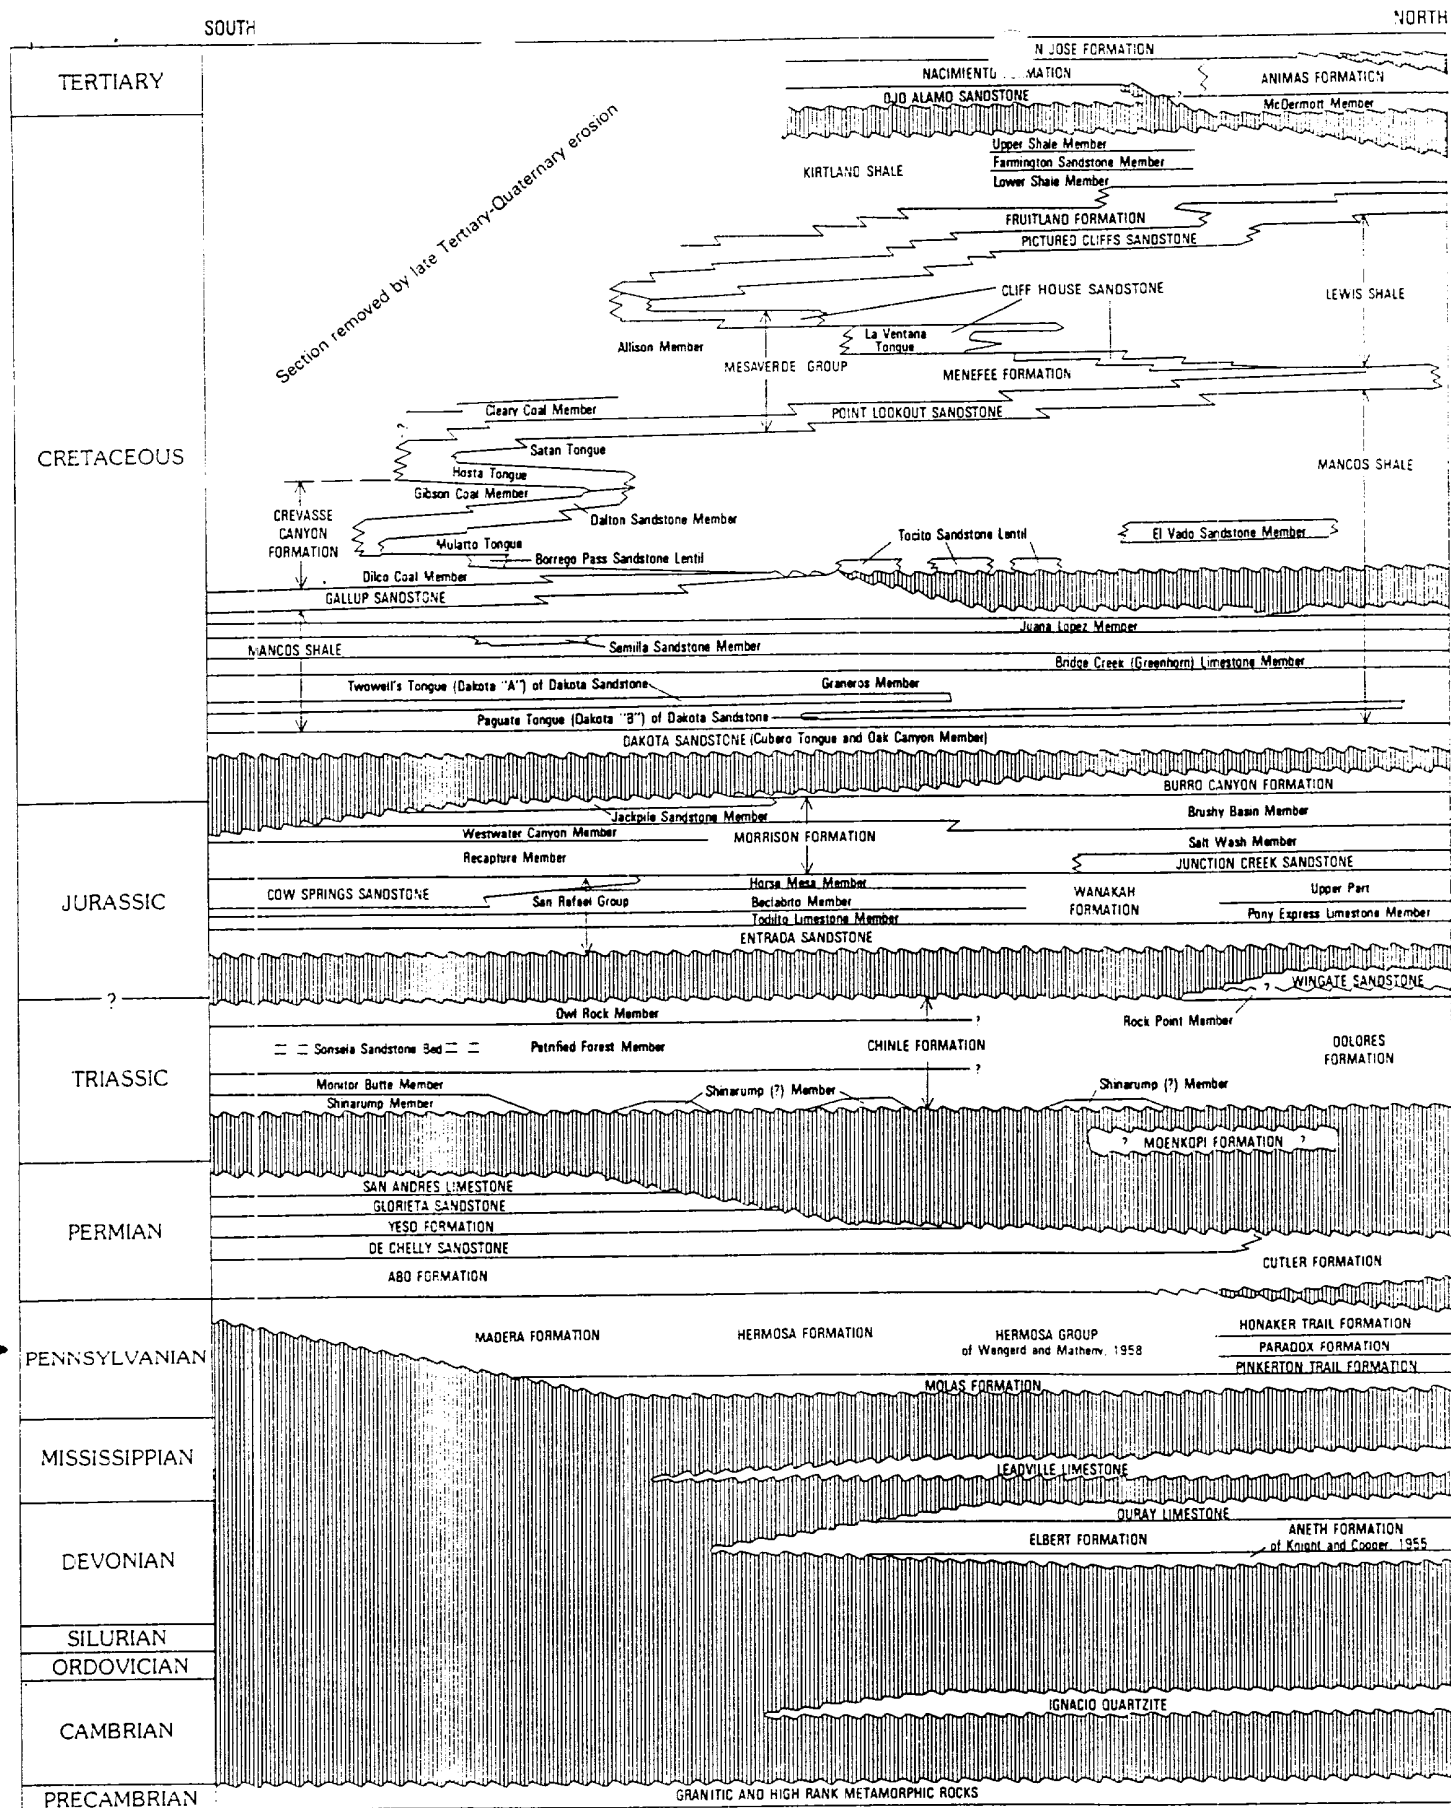 SOUTH
NORTH
TERTIARY
N JOSE FORMATION
NACIMIENTO MATION
ANIMAS FORMATION
OJO ALAMO SANDSTONE
?
McDermott Member
Section removed by late Tertiary-Quaternary erosion
CRETACEOUS
Upper Shale Member
KIRTLAND SHALE
Farmington Sandstone Member
Lower Shale Member
FRUITLAND FORMATION
PICTURED CLIFFS SANDSTONE
CLIFF HOUSE SANDSTONE
LEWIS SHALE
La Ventana
Tongue
Allison Member
MESAVERDE GROUP
MENEFEE FORMATION
Cleary Coal Member
POINT LOOKOUT SANDSTONE
?
Satan Tongue
MANCOS SHALE
Hosta Tongue
Gibson Coal Member
CREVASSE
CANYON
FORMATION
Dalton Sandstone Member
Tocito Sandstone Lentil
El Vado Sandstone Member
Mulatto Tongue
Borrego Pass Sandstone Lentil
Dilco Coal Member
GALLUP SANDSTONE
Juana Lopez Member
MANCOS SHALE
Semilla Sandstone Member
Bridge Creek (Greenhorn) Limestone Member
Twowell's Tongue (Dakota "A") of Dakota Sandstone
Graneros Member
Paguate Tongue (Dakota "B") of Dakota Sandstone
DAKOTA SANDSTONE (Cubero Tongue and Oak Canyon Member)
BURRO CANYON FORMATION
JURASSIC
Jackpile Sandstone Member
Brushy Basin Member
Westwater Canyon Member
MORRISON FORMATION
Salt Wash Member
Recapture Member
JUNCTION CREEK SANDSTONE
COW SPRINGS SANDSTONE
San Rafael Group
Horse Mesa Member
WANAKAH
FORMATION
Upper Part
Beclabito Member
Todilto Limestone Member
Pony Express Limestone Member
ENTRADA SANDSTONE
? WINGATE SANDSTONE
?
TRIASSIC
Owl Rock Member
?
Rock Point Member
Sonsela Sandstone Bed
Petrified Forest Member
CHINLE FORMATION
DOLORES
FORMATION
?
Monitor Butte Member
Shinarump (?) Member
Shinarump (?) Member
Shinarump Member
? MOENKOPI FORMATION ?
PERMIAN
SAN ANDRES LIMESTONE
GLORIETA SANDSTONE
YESO FORMATION
DE CHELLY SANDSTONE
ABO FORMATION
CUTLER FORMATION
PENNSYLVANIAN
MADERA FORMATION
HERMOSA FORMATION
HERMOSA GROUP
of Wengerd and Matheny, 1958
HONAKER TRAIL FORMATION
PARADOX FORMATION
PINKERTON TRAIL FORMATION
MOLAS FORMATION
MISSISSIPPIAN
LEADVILLE LIMESTONE
DEVONIAN
OURAY LIMESTONE
ELBERT FORMATION
ANETH FORMATION
of Knight and Cooper, 1955
SILURIAN
ORDOVICIAN
CAMBRIAN
IGNACIO QUARTZITE
PRECAMBRIAN
GRANITIC AND HIGH RANK METAMORPHIC ROCKS